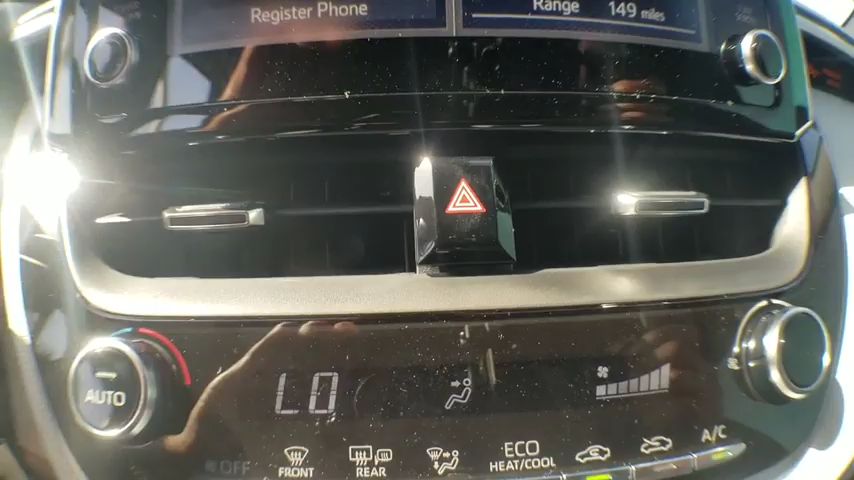 Register Phone
Range 149 miles
AUTO
LO
OFF
FRONT
REAR
ECO
HEAT/COOL
A/C